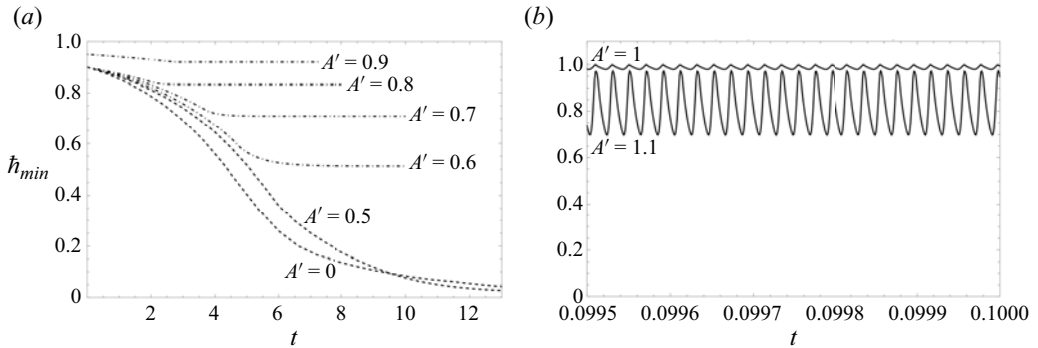 (a)
1.0
0.8
0.6
0.4
0.2
0
ħmin
A′ = 0.9
A′ = 0.8
A′ = 0.7
A′ = 0.6
A′ = 0.5
A′ = 0
2
4
6
8
10
12
t
(b)
1.0
0.8
0.6
0.4
0.2
0
A′ = 1
A′ = 1.1
0.0995
0.0996
0.0997
0.0998
0.0999
0.1000
t